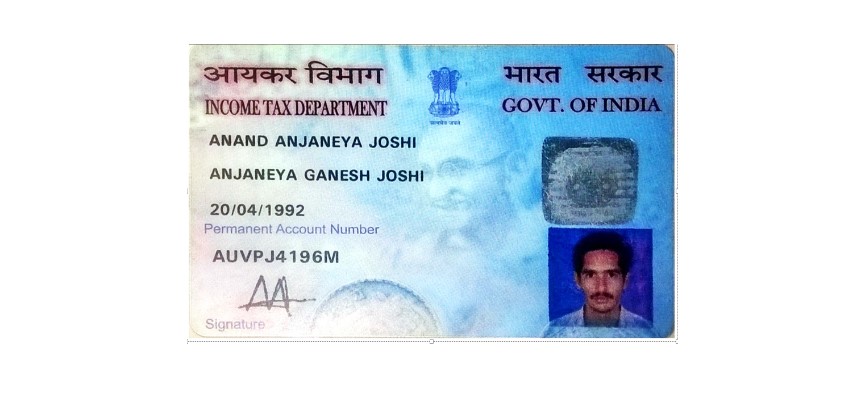 आयकर विभाग
INCOME TAX DEPARTMENT
भारत सरकार
GOVT. OF INDIA
सत्यमेव जयते
ANAND ANJANEYA JOSHI
ANJANEYA GANESH JOSHI
20/04/1992
Permanent Account Number
AUVPJ4196M
Signature